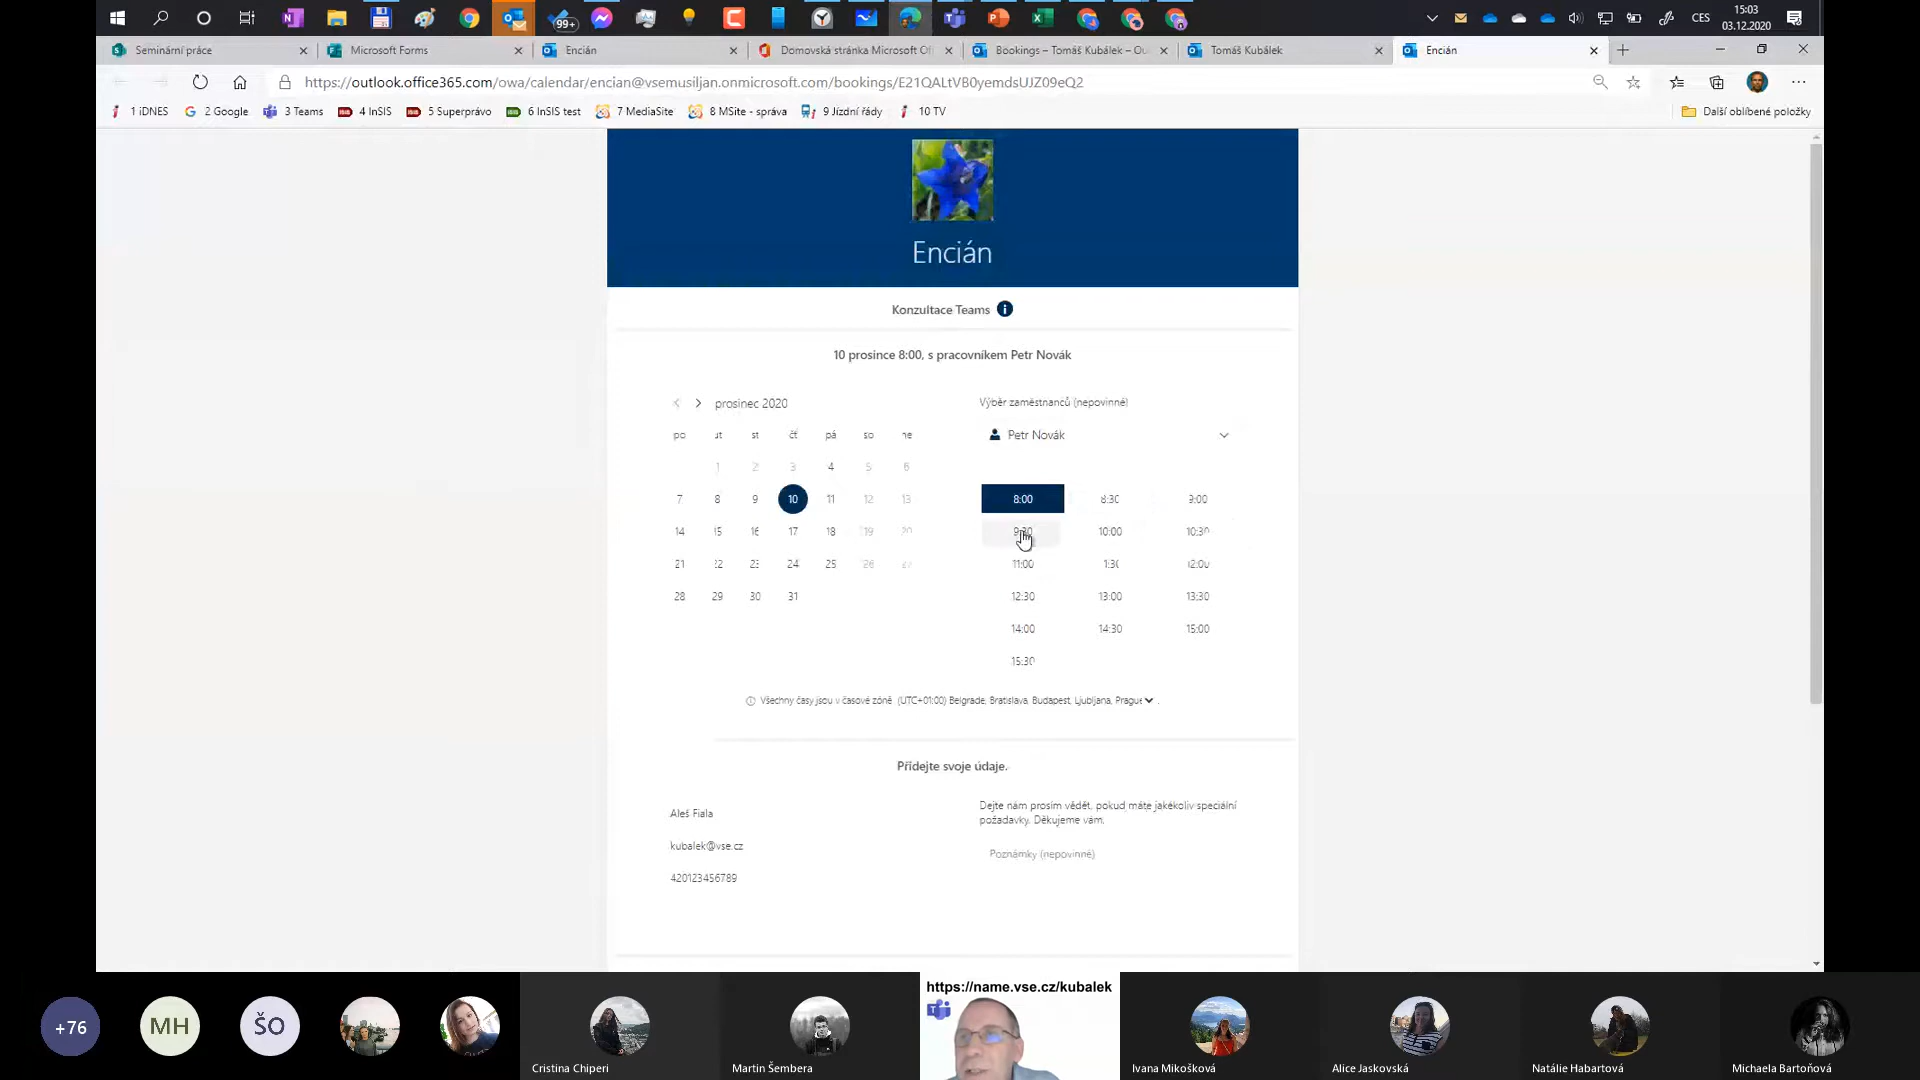 99+
CES
15:03
03.12.2020
Seminární práce
Microsoft Forms
Encián
Domovská stránka Microsoft Of
Bookings – Tomáš Kubálek – Ou
Tomáš Kubálek
Encián
https://outlook.office365.com/owa/calendar/encian@vsemusiljan.onmicrosoft.com/bookings/E21QALtVB0yemdsUJZ09eQ2
1 iDNES
2 Google
3 Teams
4 InSIS
5 Superprávo
6 InSIS test
7 MediaSite
8 MSite - správa
9 Jízdní řády
10 TV
Další oblíbené položky
Encián
Konzultace Teams
10 prosince 8:00, s pracovníkem Petr Novák
prosinec 2020
Výběr zaměstnanců (nepovinné)
po út st čt pá so ne
Petr Novák
1 2 3 4 5 6
7 8 9 10 11 12 13
8:00 8:30 9:00
14 15 16 17 18 19 20
9:30 10:00 10:30
21 22 23 24 25 26 27
11:00 11:30 12:00
28 29 30 31
12:30 13:00 13:30
14:00 14:30 15:00
15:30
Všechny časy jsou v časové zóně (UTC+01:00) Belgrade, Bratislava, Budapest, Ljubljana, Prague .
Přidejte svoje údaje.
Aleš Fiala
kubalek@vse.cz
420123456789
Dejte nám prosím vědět, pokud máte jakékoliv speciální
požadavky. Děkujeme vám.
Poznámky (nepovinné)
+76
MH
ŠO
Cristina Chiperi
Martin Šembera
https://name.vse.cz/kubalek
Ivana Mikošková
Alice Jaskovská
Natálie Habartová
Michaela Bartoňová